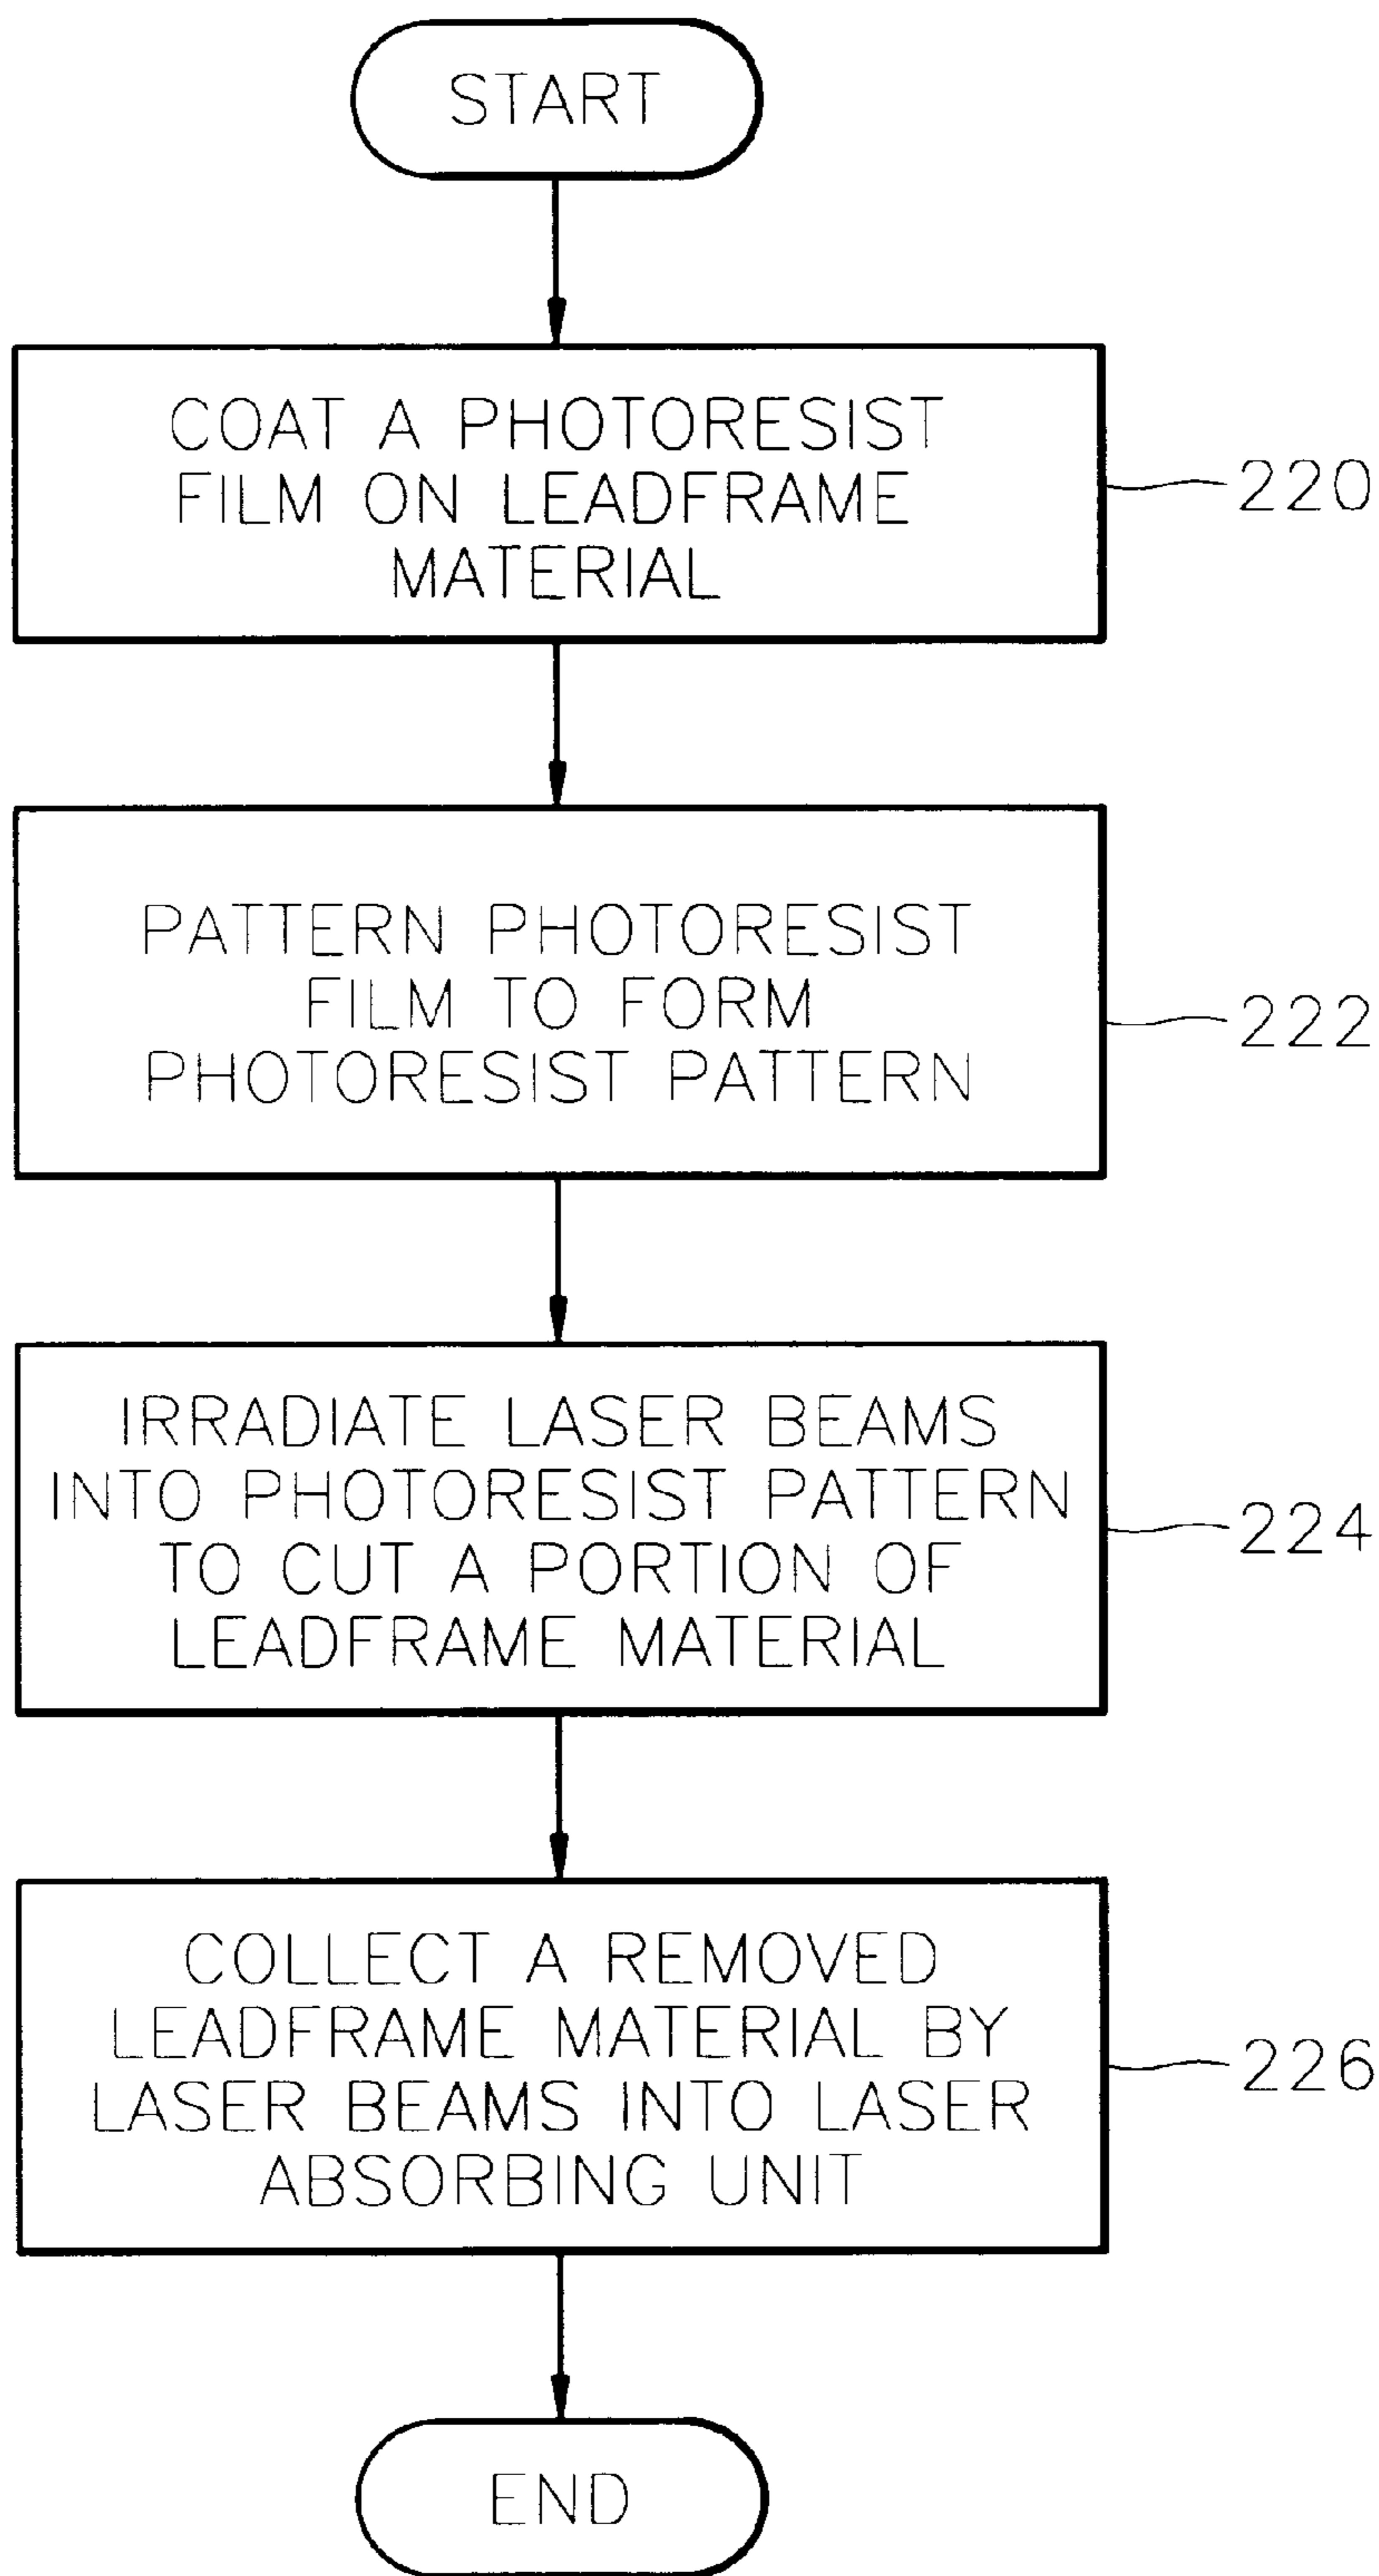 START
COAT A PHOTORESIST
FILM ON LEADFRAME
MATERIAL
220
PATTERN PHOTORESIST
FILM TO FORM
PHOTORESIST PATTERN
222
IRRADIATE LASER BEAMS
INTO PHOTORESIST PATTERN
TO CUT A PORTION OF
LEADFRAME MATERIAL
224
COLLECT A REMOVED
LEADFRAME MATERIAL BY
LASER BEAMS INTO LASER
ABSORBING UNIT
226
END